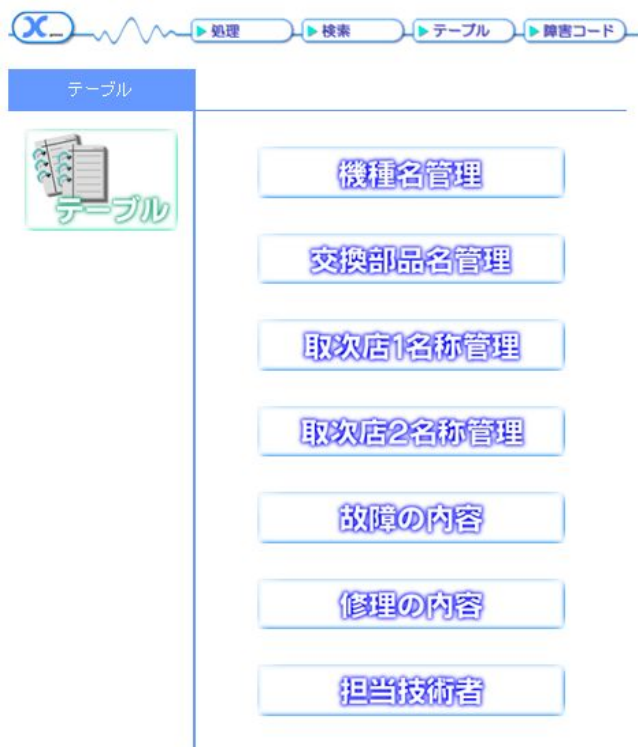 X_
処理
検索
テーブル
障害コード
テーブル
テーブル
機種名管理
交換部品名管理
取次店1名称管理
取次店2名称管理
故障の内容
修理の内容
担当技術者